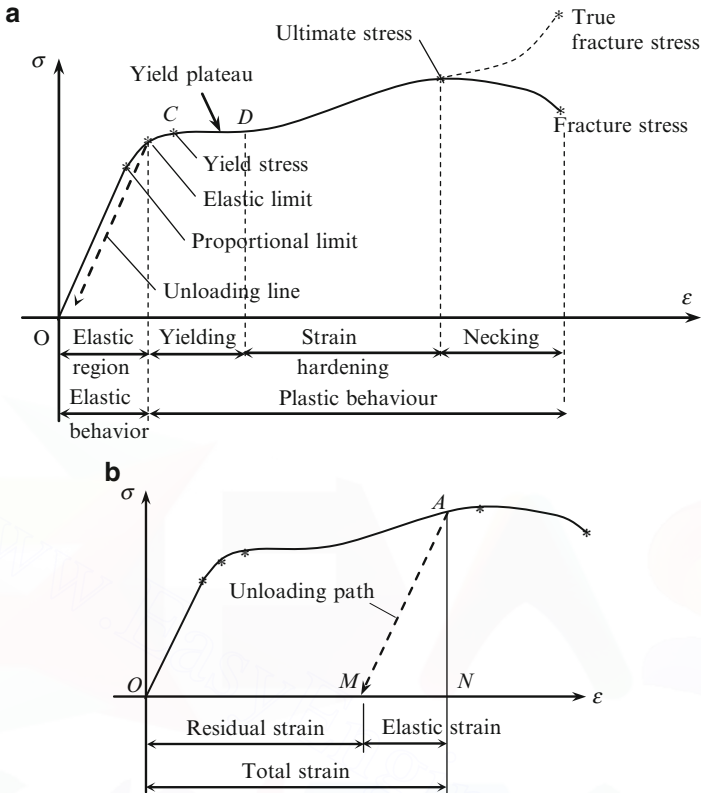 a
Ultimate stress
True
fracture stress
σ
Yield plateau
C
D
Fracture stress
Yield stress
Elastic limit
Proportional limit
Unloading line
ε
O
Elastic
region
Yielding
Strain
hardening
Necking
Elastic
behavior
Plastic behaviour
b
σ
A
Unloading path
O
M
N
ε
Residual strain
Elastic strain
Total strain